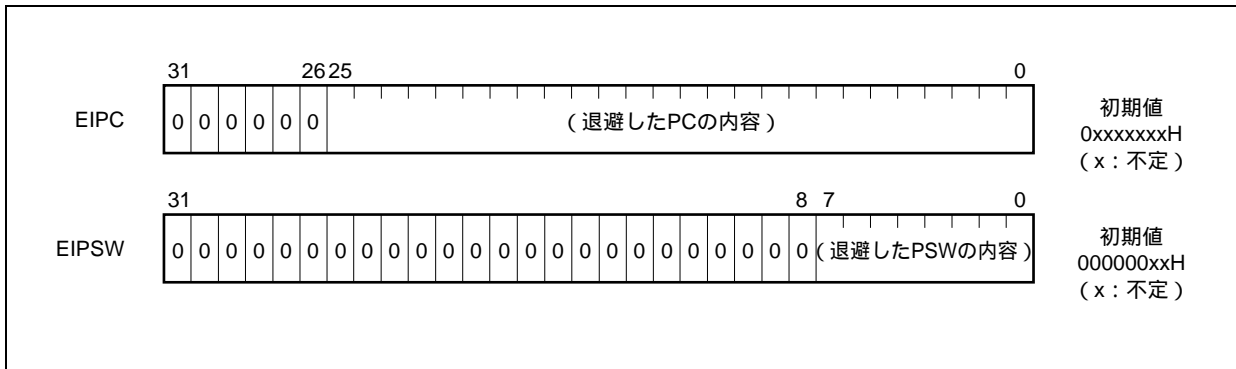 31 26 25 0
EIPC 0 0 0 0 0 0 （退避したPCの内容） 初期値
0xxxxxxxH
（x：不定）
31 8 7 0
EIPSW 0 0 0 0 0 0 0 0 0 0 0 0 0 0 0 0 0 0 0 0 0 0 0 0 （退避したPSWの内容） 初期値
000000xxH
（x：不定）